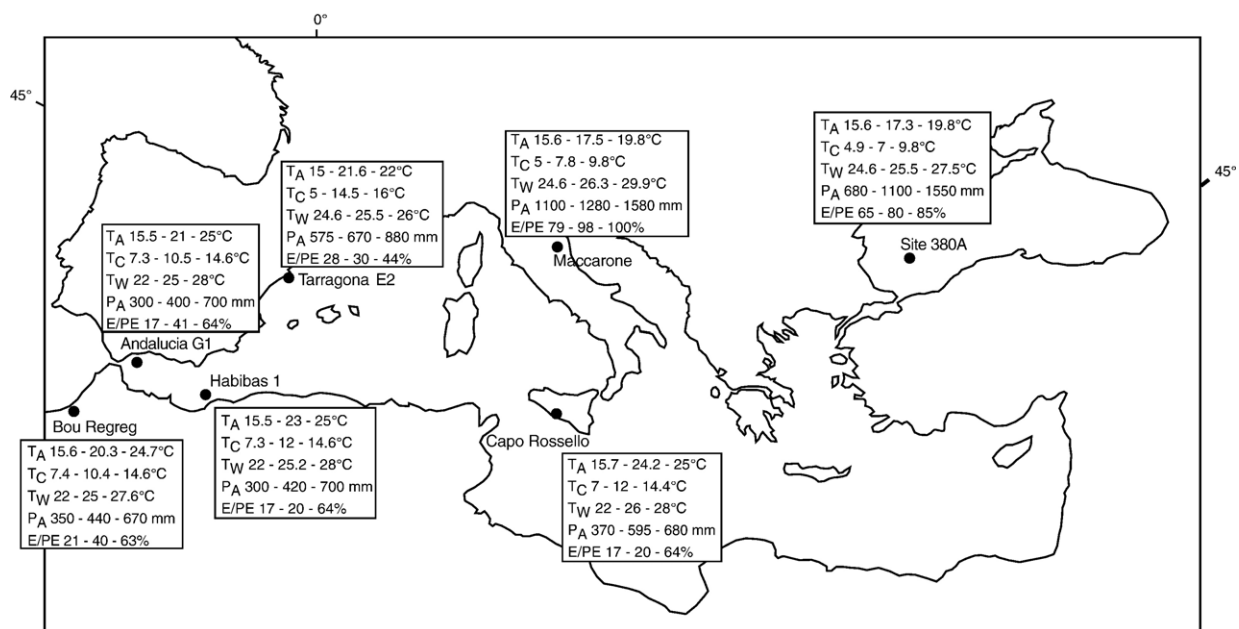 0°
45°
45°
TA 15.6 - 17.3 - 19.8°C
TC 4.9 - 7 - 9.8°C
TW 24.6 - 25.5 - 27.5°C
PA 680 - 1100 - 1550 mm
E/PE 65 - 80 - 85%
Site 380A
TA 15.6 - 17.5 - 19.8°C
TC 5 - 7.8 - 9.8°C
TW 24.6 - 26.3 - 29.9°C
PA 1100 - 1280 - 1580 mm
E/PE 79 - 98 - 100%
Maccarone
TA 15 - 21.6 - 22°C
TC 5 - 14.5 - 16°C
TW 24.6 - 25.5 - 26°C
PA 575 - 670 - 880 mm
E/PE 28 - 30 - 44%
Tarragona E2
TA 15.5 - 21 - 25°C
TC 7.3 - 10.5 - 14.6°C
TW 22 - 25 - 28°C
PA 300 - 400 - 700 mm
E/PE 17 - 41 - 64%
Andalucia G1
Habibas 1
TA 15.5 - 23 - 25°C
TC 7.3 - 12 - 14.6°C
TW 22 - 25.2 - 28°C
PA 300 - 420 - 700 mm
E/PE 17 - 20 - 64%
Bou Regreg
TA 15.6 - 20.3 - 24.7°C
TC 7.4 - 10.4 - 14.6°C
TW 22 - 25 - 27.6°C
PA 350 - 440 - 670 mm
E/PE 21 - 40 - 63%
Capo Rossello
TA 15.7 - 24.2 - 25°C
TC 7 - 12 - 14.4°C
TW 22 - 26 - 28°C
PA 370 - 595 - 680 mm
E/PE 17 - 20 - 64%